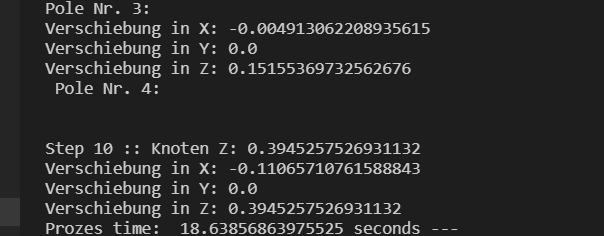 Pole Nr. 3:
Verschiebung in X: -0.004913062208935615
Verschiebung in Y: 0.0
Verschiebung in Z: 0.15155369732562676
Pole Nr. 4:
Step 10 :: Knoten Z: 0.3945257526931132
Verschiebung in X: -0.11065710761588843
Verschiebung in Y: 0.0
Verschiebung in Z: 0.3945257526931132
Prozes time:  18.63856863975525 seconds ---